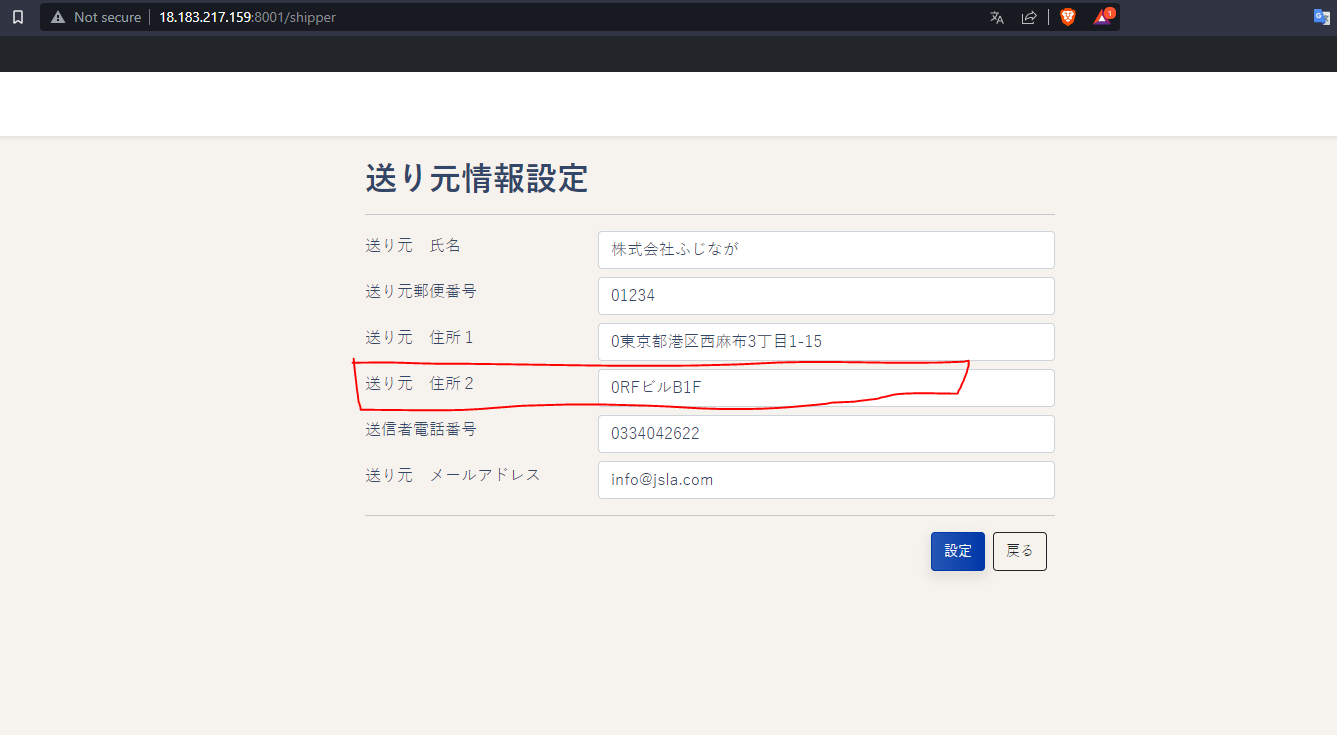 Not secure 18.183.217.159:8001/shipper 1
送り元情報設定
送り元　氏名 株式会社ふじなが
送り元郵便番号 01234
送り元　住所１ 0東京都港区西麻布3丁目1-15
送り元　住所２ 0RFビルB1F
送信者電話番号 0334042622
送り元　メールアドレス info@jsla.com
設定 戻る